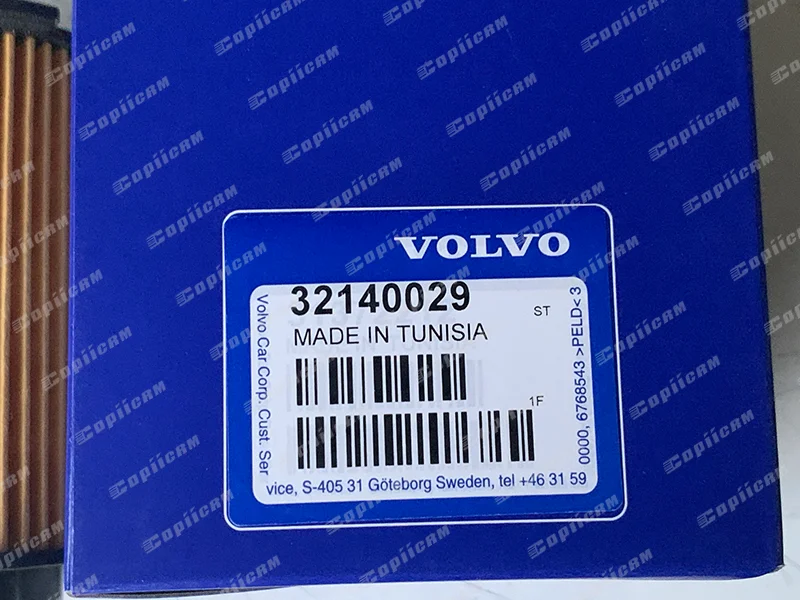 VOLVO
32140029
ST
MADE IN TUNISIA
1F
Volvo Car Corp. Cust. Ser
vice, S-405 31 Göteborg Sweden, tel +46 31 59
0000, 6768543 >PELD< 3
Copiicam